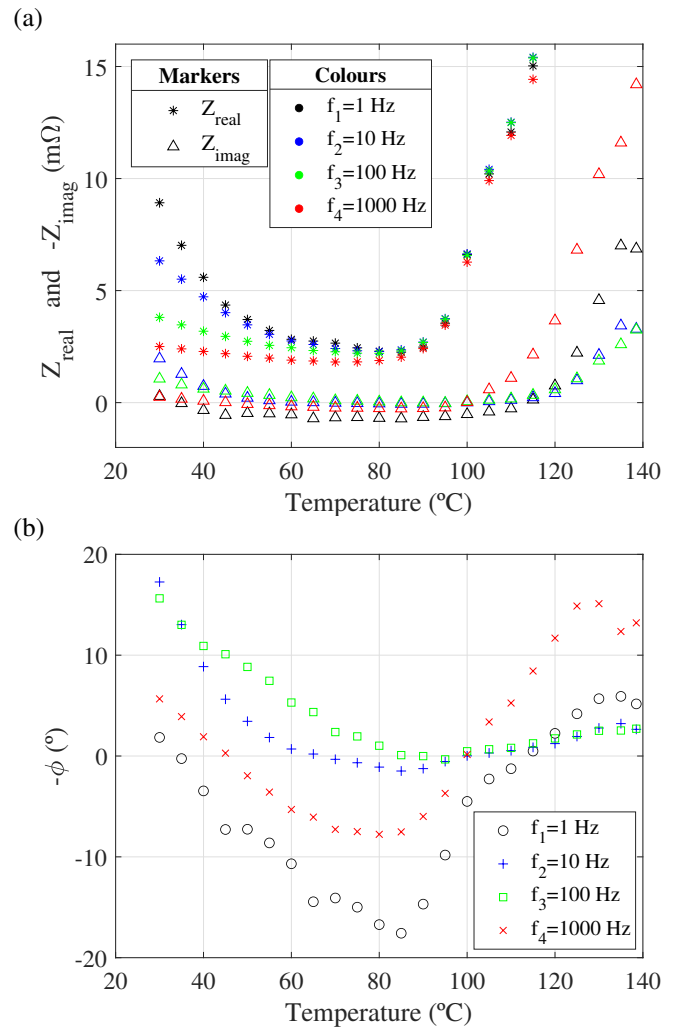 (a)
Z_real and -Z_imag (mΩ)
15
10
5
0
Markers
Z_real
Z_imag
Colours
f_1=1 Hz
f_2=10 Hz
f_3=100 Hz
f_4=1000 Hz
20 40 60 80 100 120 140
Temperature (ºC)
(b)
-ϕ (º)
20
10
0
-10
-20
f_1=1 Hz
f_2=10 Hz
f_3=100 Hz
f_4=1000 Hz
20 40 60 80 100 120 140
Temperature (ºC)